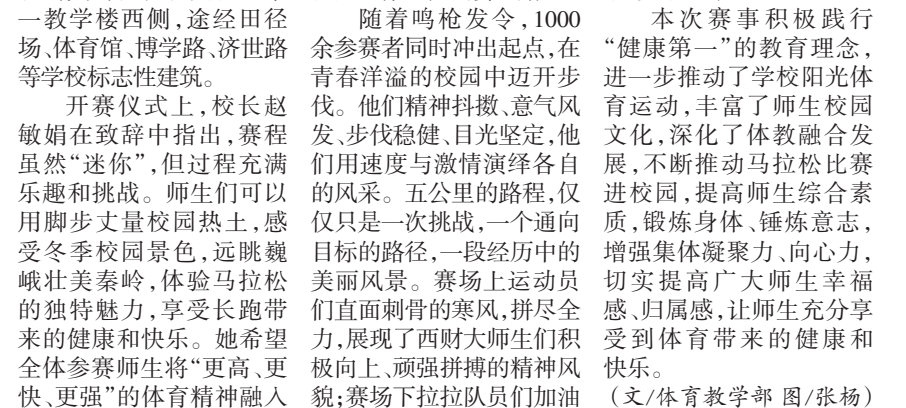 一教学楼西侧，途经田径
场、体育馆、博学路、济世路
等学校标志性建筑。
开赛仪式上，校长赵
敏娟在致辞中指出，赛程
虽然“迷你”，但过程充满
乐趣和挑战。师生们可以
用脚步丈量校园热土，感
受冬季校园景色，远眺巍
峨壮美秦岭，体验马拉松
的独特魅力，享受长跑带
来的健康和快乐。她希望
全体参赛师生将“更高、更
快、更强”的体育精神融入
随着鸣枪发令，1000
余参赛者同时冲出起点，在
青春洋溢的校园中迈开步
伐。他们精神抖擞、意气风
发、步伐稳健、目光坚定，他
们用速度与激情演绎各自
的风采。五公里的路程，仅
仅只是一次挑战，一个通向
目标的路径，一段经历中的
美丽风景。赛场上运动员
们直面刺骨的寒风，拼尽全
力，展现了西财大师生们积
极向上、顽强拼搏的精神风
貌；赛场下拉拉队员们加油
本次赛事积极践行
“健康第一”的教育理念，
进一步推动了学校阳光体
育运动，丰富了师生校园
文化，深化了体教融合发
展，不断推动马拉松比赛
进校园，提高师生综合素
质，锻炼身体、锤炼意志，
增强集体凝聚力、向心力，
切实提高广大师生幸福
感、归属感，让师生充分享
受到体育带来的健康和
快乐。
（文/体育教学部 图/张杨）